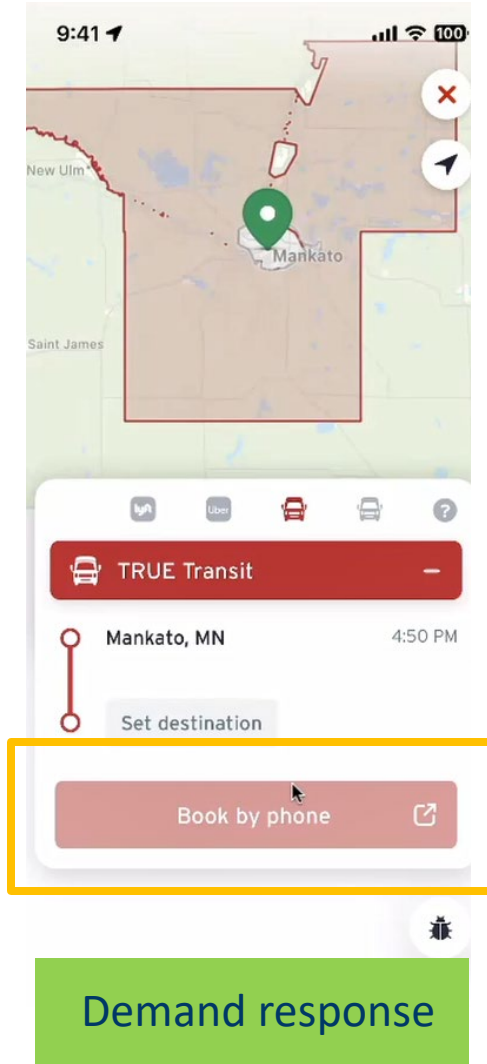 9:41
100
New Ulm
Mankato
Saint James
lyft
Uber
?
TRUE Transit
Mankato, MN
4:50 PM
Set destination
Book by phone
Demand response